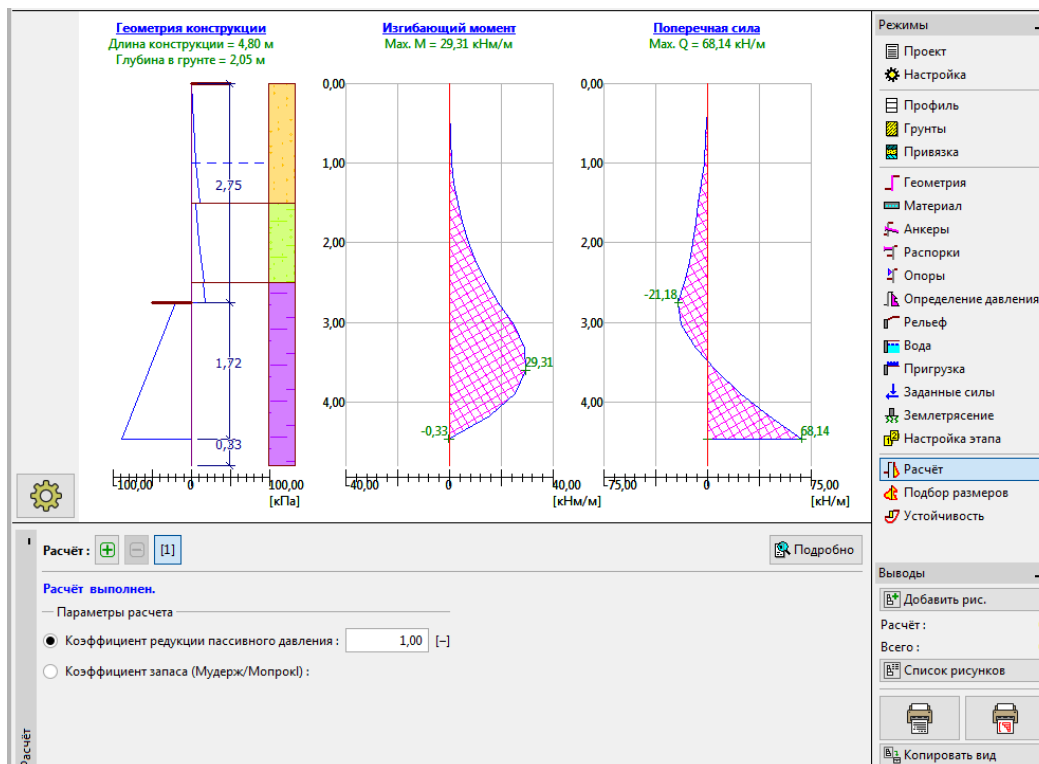 Геометрия конструкции
Длина конструкции = 4,80 м
Глубина в грунте = 2,05 м
2,75
1,72
0,33
-100,00 0 100,00
[кПа]
Изгибающий момент
Max. M = 29,31 кНм/м
0,00
1,00
2,00
3,00
4,00
29,31
-0,33
-40,00 0 40,00
[кНм/м]
Поперечная сила
Max. Q = 68,14 кН/м
0,00
1,00
2,00
3,00
4,00
-21,18
68,14
-75,00 0 75,00
[кН/м]
Режимы
Проект
Настройка
Профиль
Грунты
Привязка
Геометрия
Материал
Анкеры
Распорки
Опоры
Определение давления
Рельеф
Вода
Пригрузка
Заданные силы
Землетрясение
Настройка этапа
Расчёт
Подбор размеров
Устойчивость
Расчёт : [1]
Подробно
Расчёт выполнен.
Параметры расчета
Коэффициент редукции пассивного давления : 1,00 [–]
Коэффициент запаса (Мудерж/Мопрокl) :
Расчёт
Выводы
Добавить рис.
Расчёт :
Всего :
Список рисунков
Копировать вид